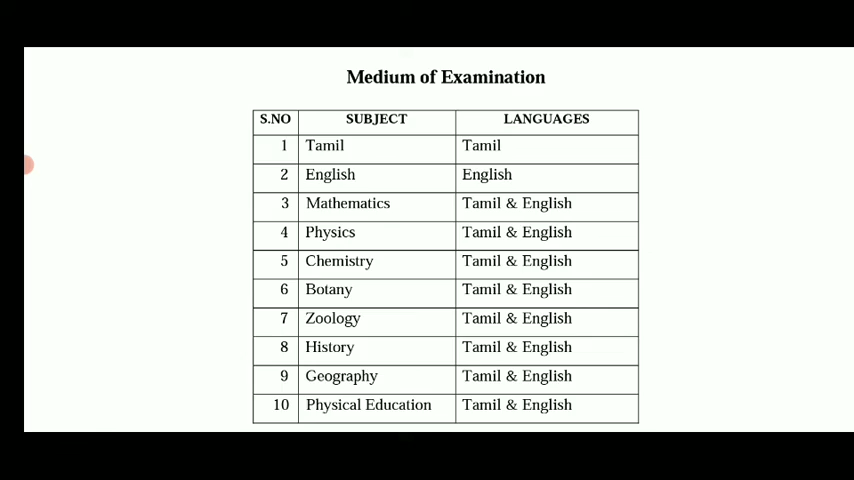 Medium of Examination
S.NO SUBJECT LANGUAGES
1 Tamil Tamil
2 English English
3 Mathematics Tamil & English
4 Physics Tamil & English
5 Chemistry Tamil & English
6 Botany Tamil & English
7 Zoology Tamil & English
8 History Tamil & English
9 Geography Tamil & English
10 Physical Education Tamil & English